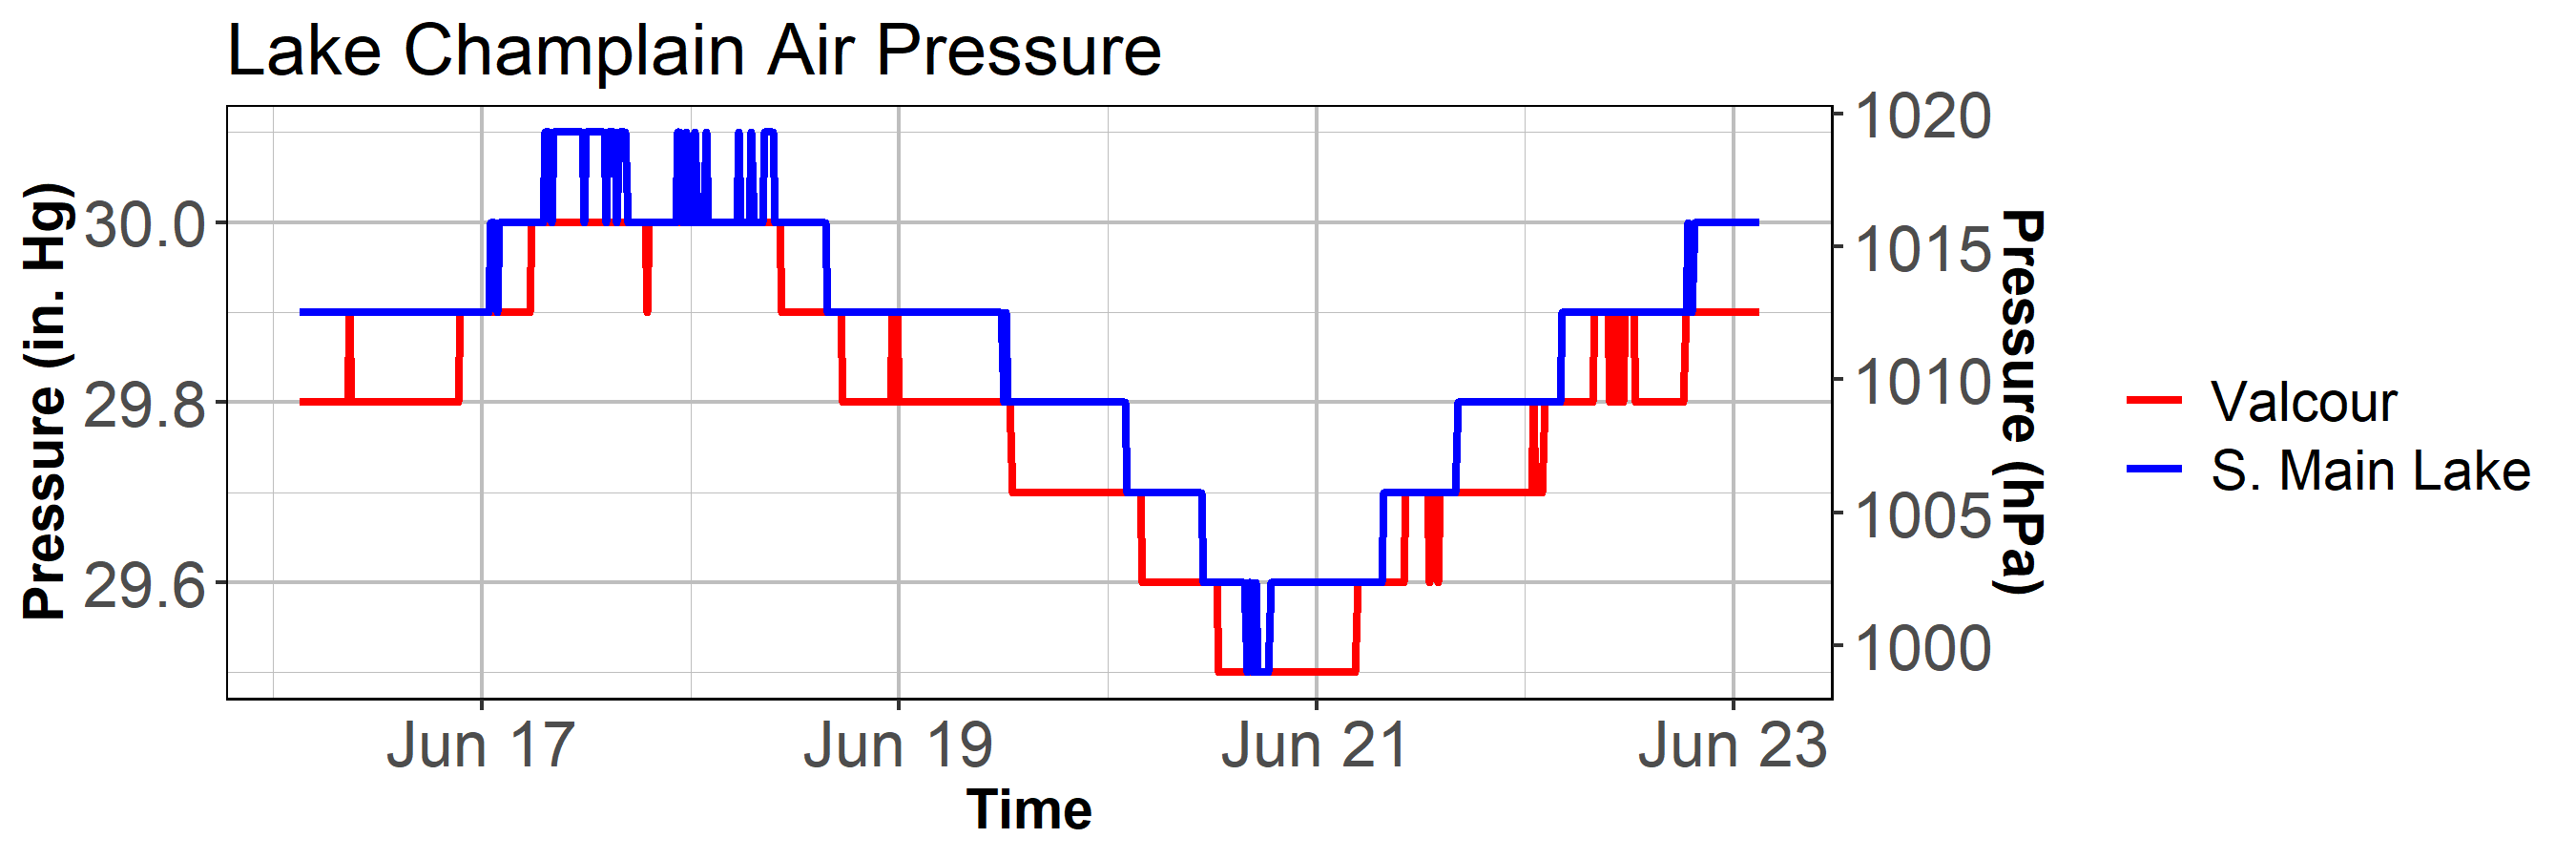 Lake Champlain Air Pressure
Pressure (in. Hg)
30.0
29.8
29.6
1020
1015
1010
1005
1000
Pressure (hPa)
Jun 17
Jun 19
Jun 21
Jun 23
Time
Valcour
S. Main Lake